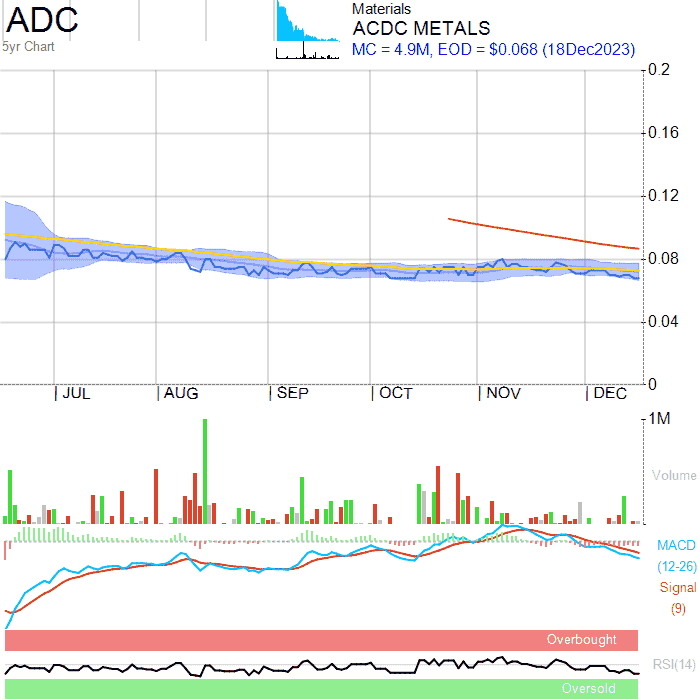 ADC
5yr Chart
Materials
ACDC METALS
MC = 4.9M, EOD = $0.068 (18Dec2023)
0.2
0.16
0.12
0.08
0.04
0
JUL AUG SEP OCT NOV DEC
1M
Volume
MACD
(12-26)
Signal
(9)
Overbought
RSI(14)
Oversold